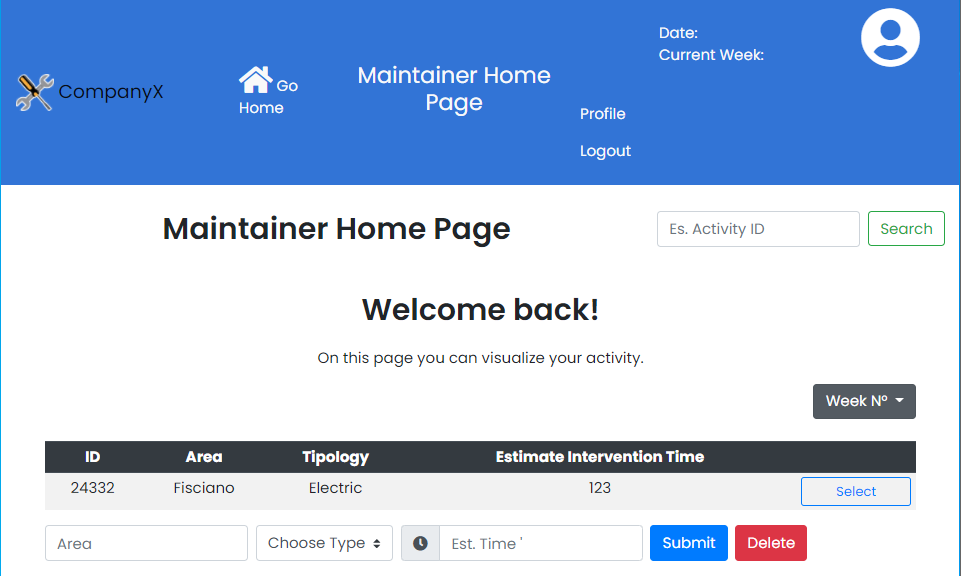 Date:
Current Week:
CompanyX
Go
Home
Maintainer Home
Page
Profile
Logout
Maintainer Home Page
Es. Activity ID
Search
Welcome back!
On this page you can visualize your activity.
Week Nº
ID Area Tipology Estimate Intervention Time
24332 Fisciano Electric 123 Select
Area Choose Type Est. Time ' Submit Delete